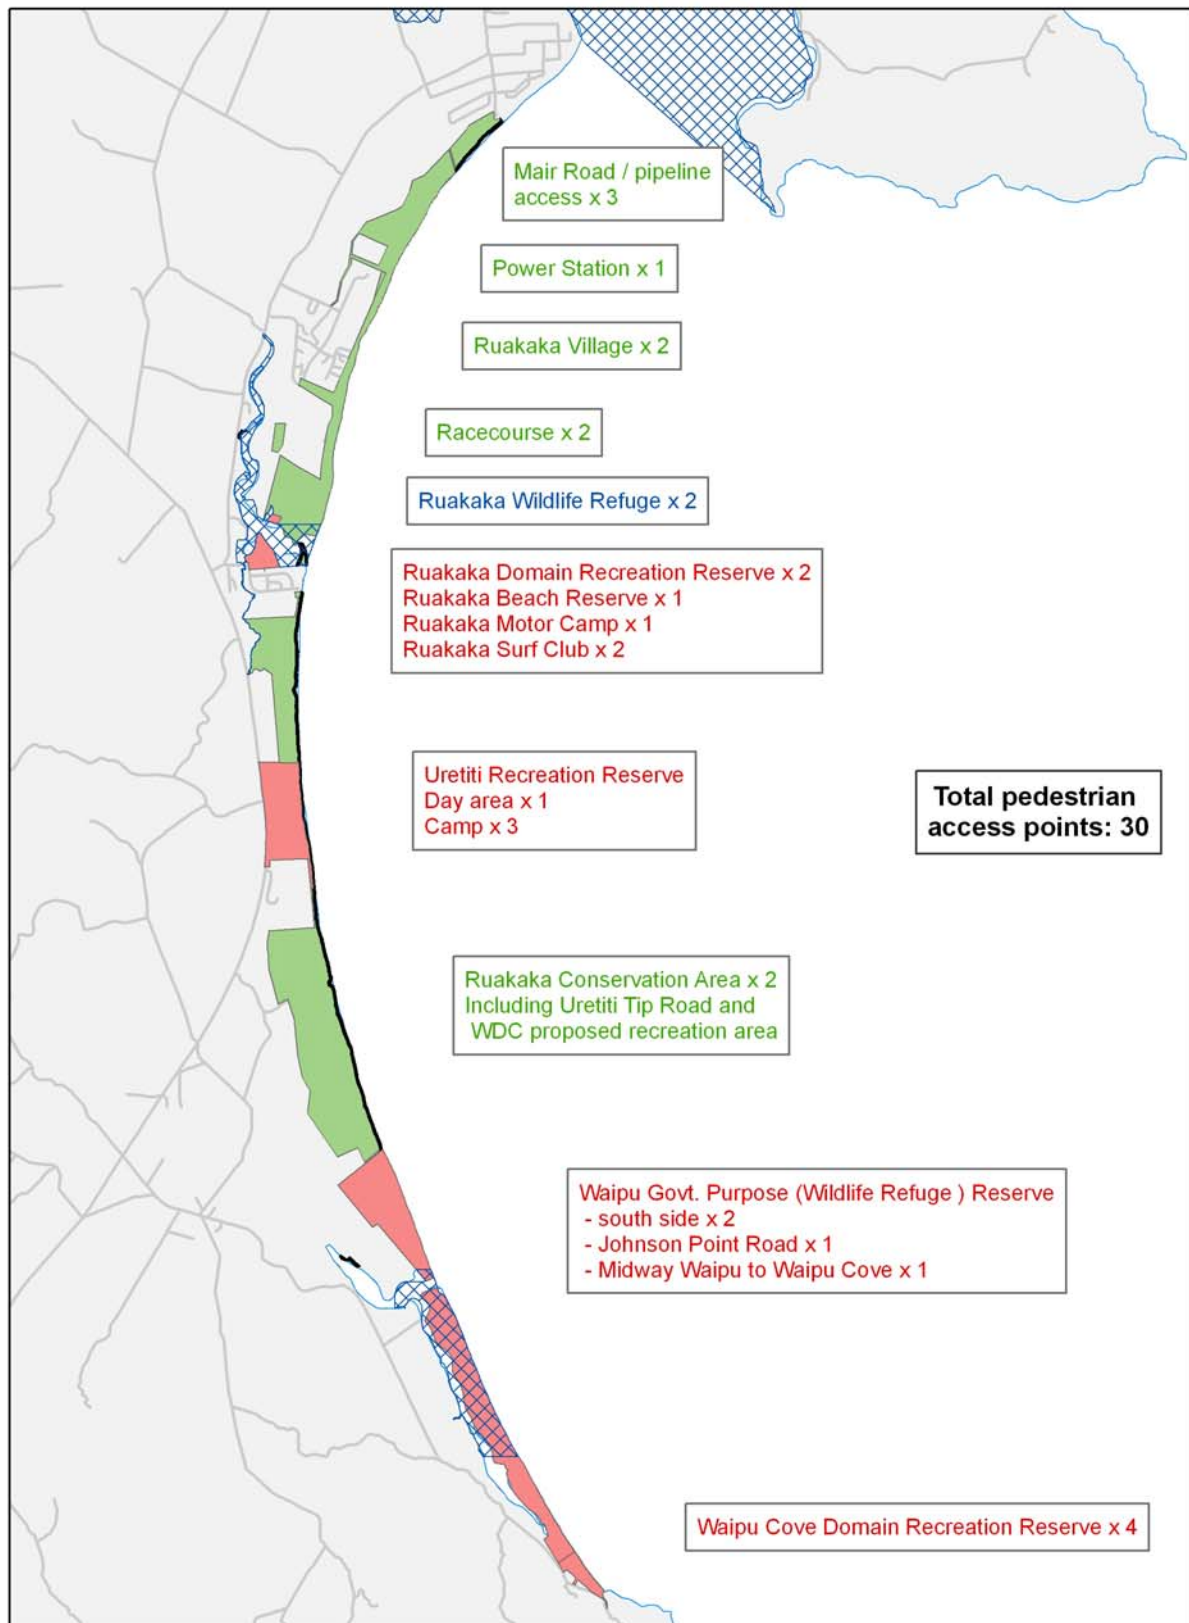 Mair Road / pipeline
access x 3
Power Station x 1
Ruakaka Village x 2
Racecourse x 2
Ruakaka Wildlife Refuge x 2
Ruakaka Domain Recreation Reserve x 2
Ruakaka Beach Reserve x 1
Ruakaka Motor Camp x 1
Ruakaka Surf Club x 2
Uretiti Recreation Reserve
Day area x 1
Camp x 3
Total pedestrian
access points: 30
Ruakaka Conservation Area x 2
Including Uretiti Tip Road and
WDC proposed recreation area
Waipu Govt. Purpose (Wildlife Refuge ) Reserve
- south side x 2
- Johnson Point Road x 1
- Midway Waipu to Waipu Cove x 1
Waipu Cove Domain Recreation Reserve x 4